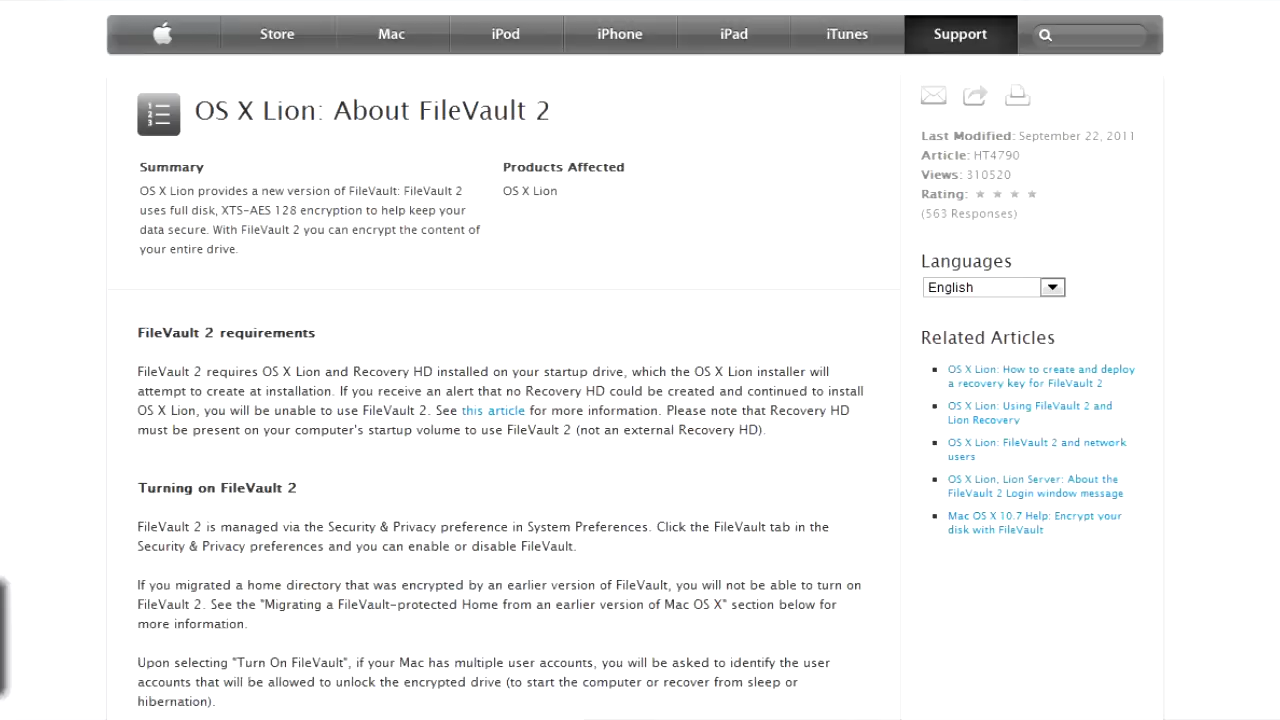 Store Mac iPod iPhone iPad iTunes Support
OS X Lion: About FileVault 2
Summary
OS X Lion provides a new version of FileVault: FileVault 2
uses full disk, XTS-AES 128 encryption to help keep your
data secure. With FileVault 2 you can encrypt the content of
your entire drive.
Products Affected
OS X Lion
FileVault 2 requirements
FileVault 2 requires OS X Lion and Recovery HD installed on your startup drive, which the OS X Lion installer will
attempt to create at installation. If you receive an alert that no Recovery HD could be created and continued to install
OS X Lion, you will be unable to use FileVault 2. See this article for more information. Please note that Recovery HD
must be present on your computer's startup volume to use FileVault 2 (not an external Recovery HD).
Turning on FileVault 2
FileVault 2 is managed via the Security & Privacy preference in System Preferences. Click the FileVault tab in the
Security & Privacy preferences and you can enable or disable FileVault.
If you migrated a home directory that was encrypted by an earlier version of FileVault, you will not be able to turn on
FileVault 2. See the "Migrating a FileVault-protected Home from an earlier version of Mac OS X" section below for
more information.
Upon selecting "Turn On FileVault", if your Mac has multiple user accounts, you will be asked to identify the user
accounts that will be allowed to unlock the encrypted drive (to start the computer or recover from sleep or
hibernation).
Last Modified: September 22, 2011
Article: HT4790
Views: 310520
Rating:
(563 Responses)
Languages
English
Related Articles
OS X Lion: How to create and deploy
a recovery key for FileVault 2
OS X Lion: Using FileVault 2 and
Lion Recovery
OS X Lion: FileVault 2 and network
users
OS X Lion, Lion Server: About the
FileVault 2 Login window message
Mac OS X 10.7 Help: Encrypt your
disk with FileVault